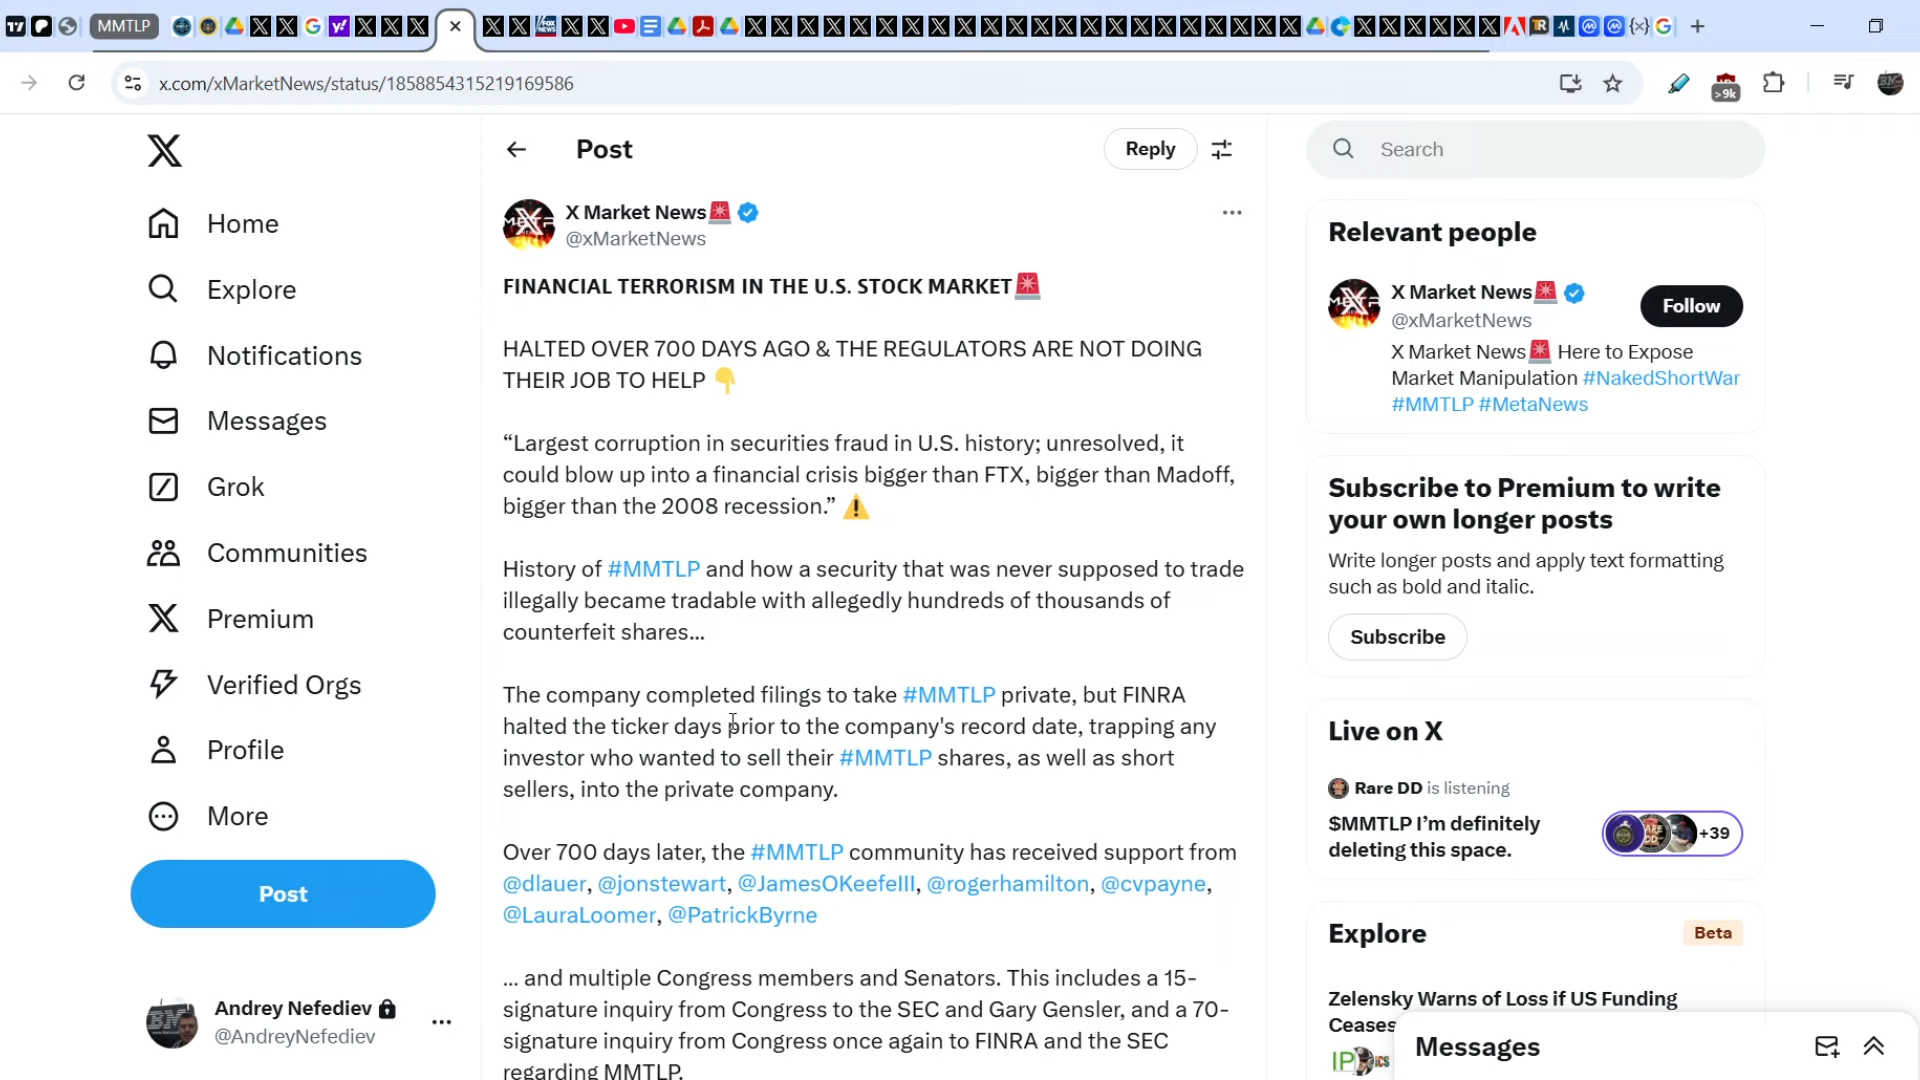 MMTLP
x.com/xMarketNews/status/1858854315219169586
>9k
Home
Explore
Notifications
Messages
Grok
Communities
Premium
Verified Orgs
Profile
More
Post
Andrey Nefediev
@AndreyNefediev
Post
Reply
X Market News
@xMarketNews
FINANCIAL TERRORISM IN THE U.S. STOCK MARKET
HALTED OVER 700 DAYS AGO & THE REGULATORS ARE NOT DOING
THEIR JOB TO HELP
“Largest corruption in securities fraud in U.S. history; unresolved, it
could blow up into a financial crisis bigger than FTX, bigger than Madoff,
bigger than the 2008 recession.”
History of #MMTLP and how a security that was never supposed to trade
illegally became tradable with allegedly hundreds of thousands of
counterfeit shares...
The company completed filings to take #MMTLP private, but FINRA
halted the ticker days prior to the company's record date, trapping any
investor who wanted to sell their #MMTLP shares, as well as short
sellers, into the private company.
Over 700 days later, the #MMTLP community has received support from
@dlauer, @jonstewart, @JamesOKeefeIII, @rogerhamilton, @cvpayne,
@LauraLoomer, @PatrickByrne
... and multiple Congress members and Senators. This includes a 15-
signature inquiry from Congress to the SEC and Gary Gensler, and a 70-
signature inquiry from Congress once again to FINRA and the SEC
regarding MMTLP.
Search
Relevant people
X Market News
@xMarketNews
Follow
X Market News Here to Expose
Market Manipulation #NakedShortWar
#MMTLP #MetaNews
Subscribe to Premium to write
your own longer posts
Write longer posts and apply text formatting
such as bold and italic.
Subscribe
Live on X
Rare DD is listening
$MMTLP I’m definitely
deleting this space.
+39
Explore
Beta
Zelensky Warns of Loss if US Funding
Ceases
Messages